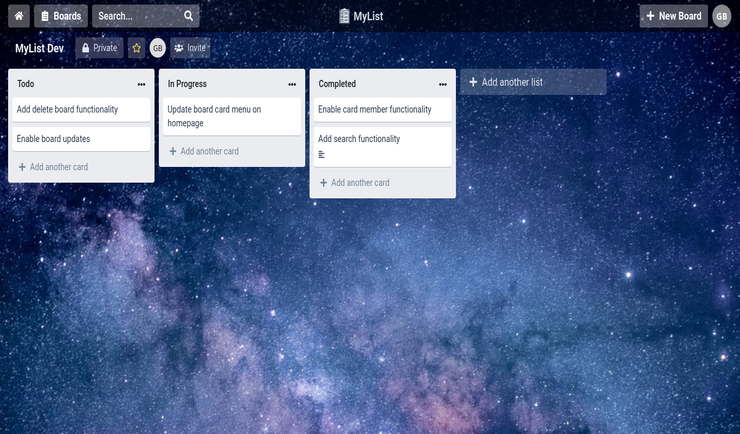 Boards
Search...
MyList
New Board
GB
MyList Dev
Private
GB
Invite
Todo
Add delete board functionality
Enable board updates
Add another card
In Progress
Update board card menu on
homepage
Add another card
Completed
Enable card member functionality
Add search functionality
Add another card
Add another list